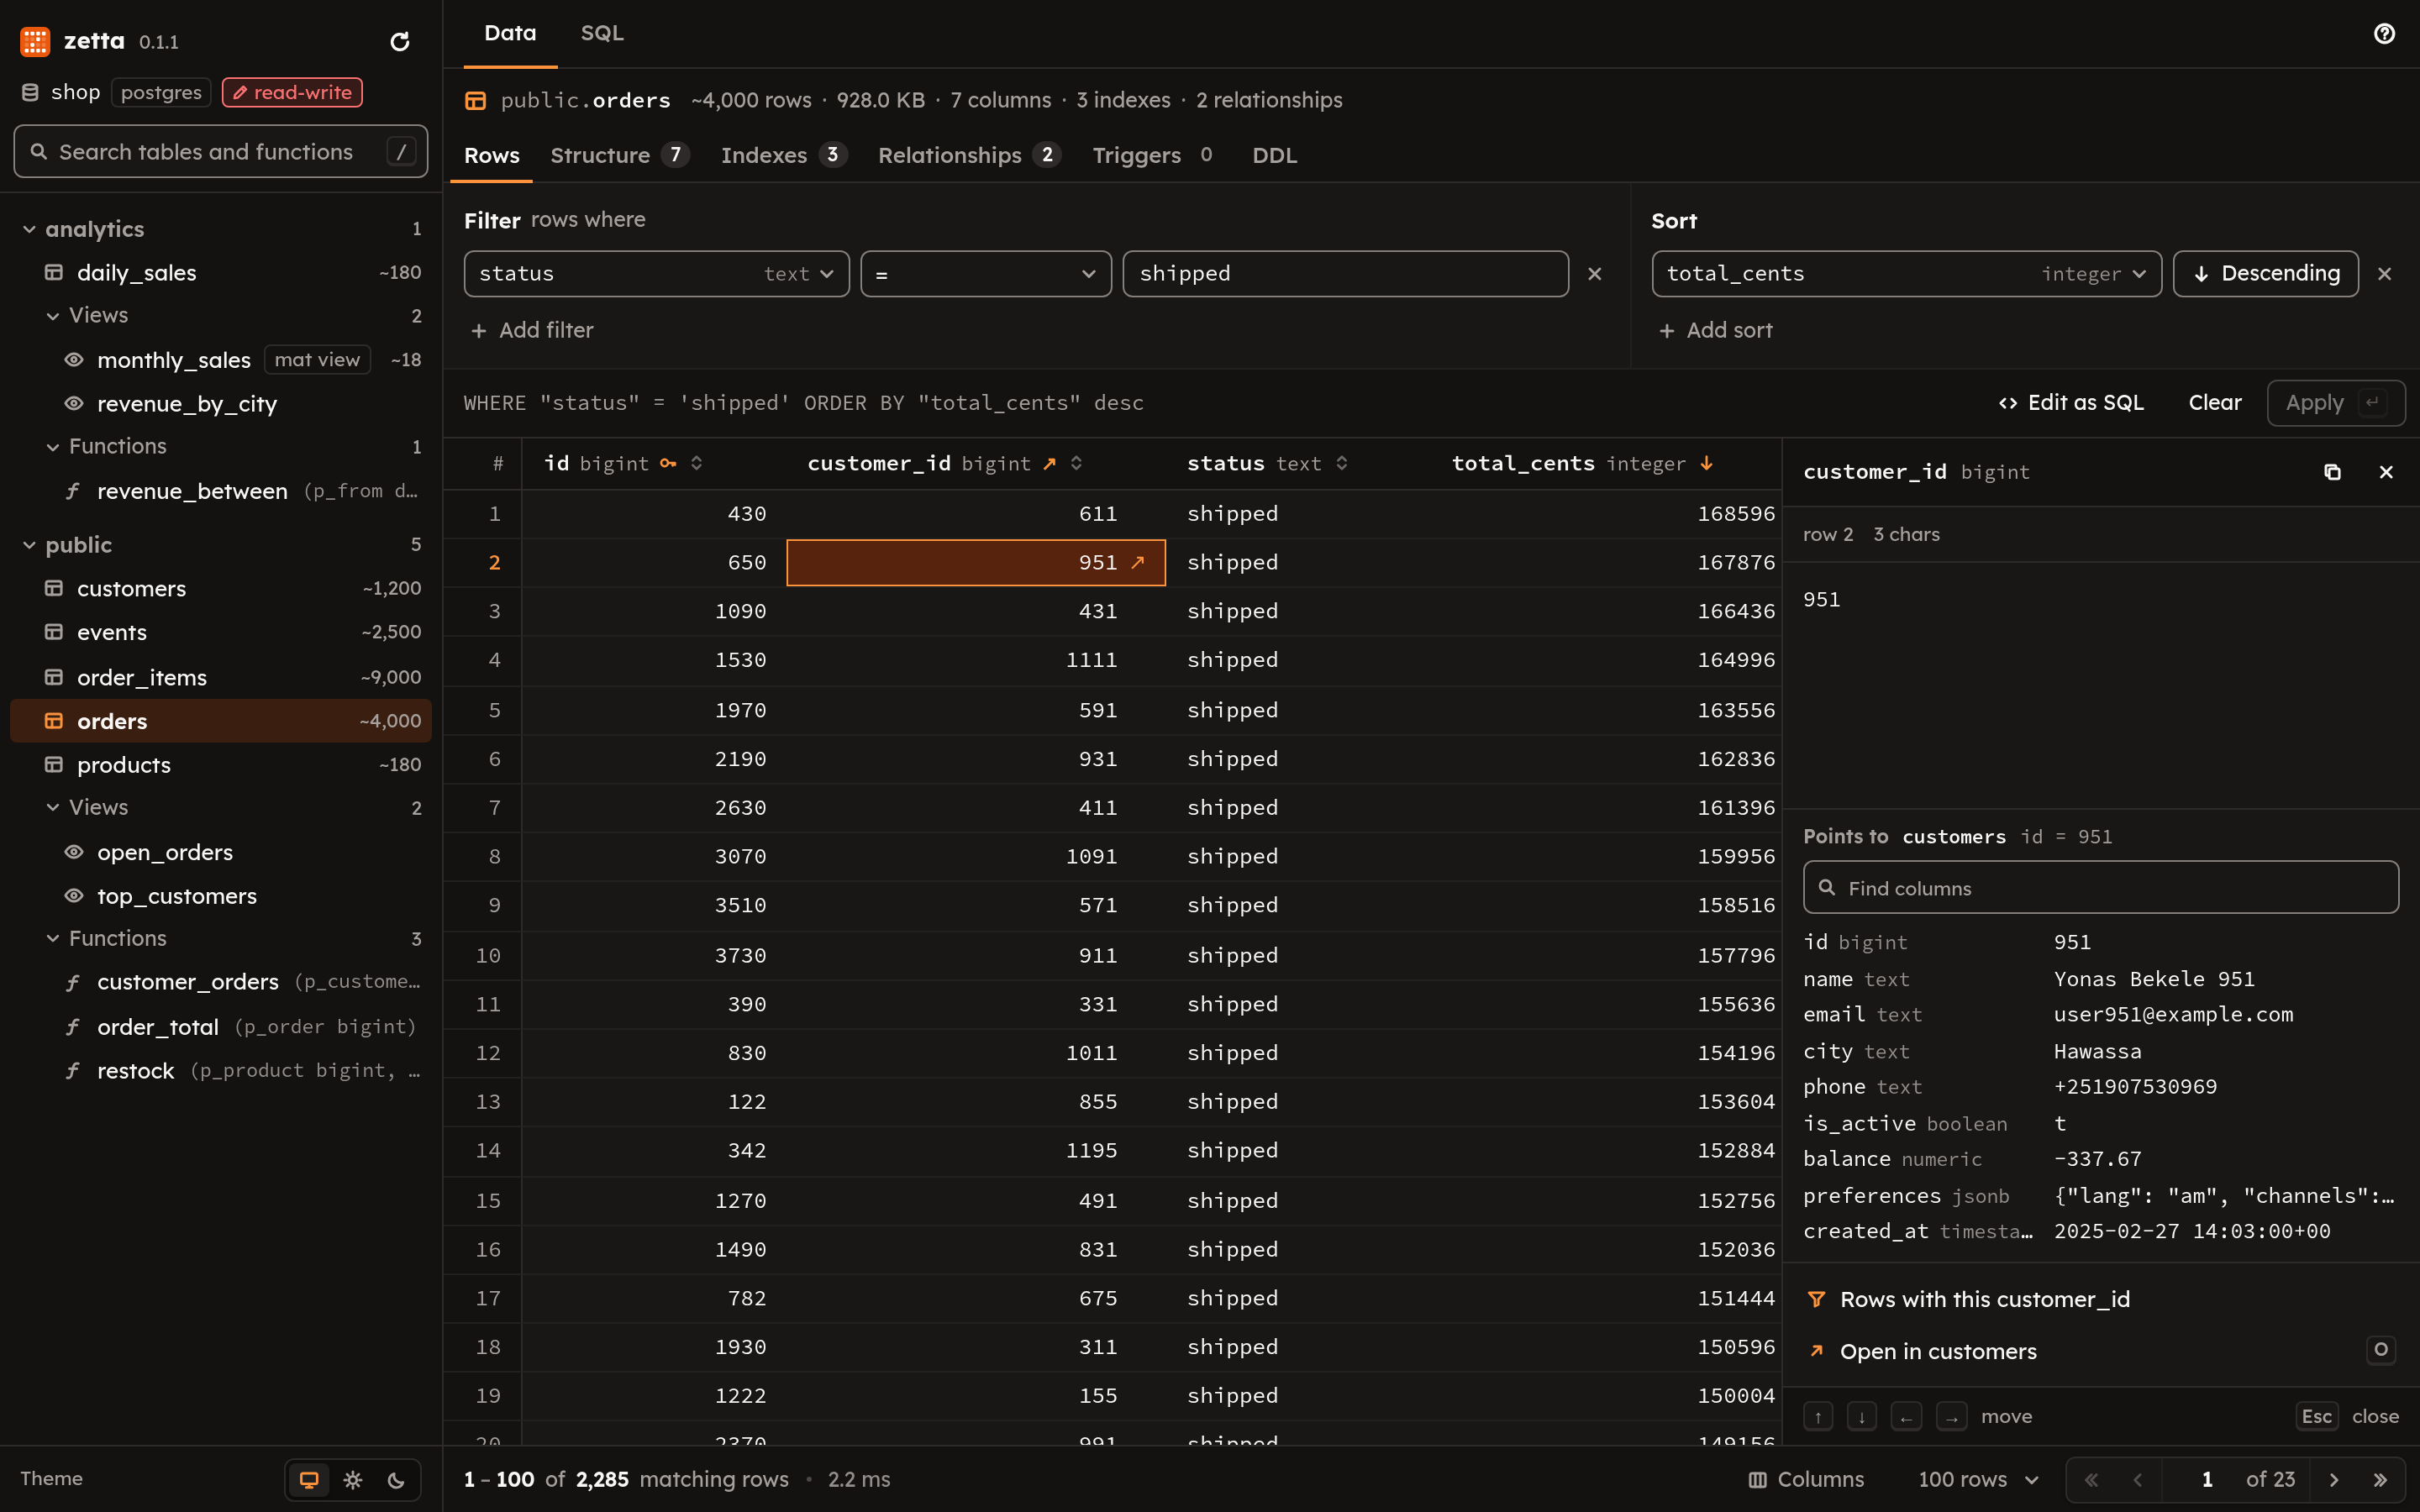 zetta 0.1.1
shop postgres read-write
Search tables and functions /
analytics 1
daily_sales ~180
Views 2
monthly_sales mat view ~18
revenue_by_city
Functions 1
ƒ revenue_between (p_from d…
public 5
customers ~1,200
events ~2,500
order_items ~9,000
orders ~4,000
products ~180
Views 2
open_orders
top_customers
Functions 3
ƒ customer_orders (p_custome…
ƒ order_total (p_order bigint)
ƒ restock (p_product bigint, …
Theme
Data SQL
public.orders ~4,000 rows · 928.0 KB · 7 columns · 3 indexes · 2 relationships
Rows Structure 7 Indexes 3 Relationships 2 Triggers 0 DDL
Filter rows where
status text = shipped
+ Add filter
Sort
total_cents integer ↓ Descending
+ Add sort
WHERE "status" = 'shipped' ORDER BY "total_cents" desc
Edit as SQL Clear Apply ↵
# id bigint customer_id bigint ↗ status text total_cents integer ↓
1 430 611 shipped 168596
2 650 951 ↗ shipped 167876
3 1090 431 shipped 166436
4 1530 1111 shipped 164996
5 1970 591 shipped 163556
6 2190 931 shipped 162836
7 2630 411 shipped 161396
8 3070 1091 shipped 159956
9 3510 571 shipped 158516
10 3730 911 shipped 157796
11 390 331 shipped 155636
12 830 1011 shipped 154196
13 122 855 shipped 153604
14 342 1195 shipped 152884
15 1270 491 shipped 152756
16 1490 831 shipped 152036
17 782 675 shipped 151444
18 1930 311 shipped 150596
19 1222 155 shipped 150004
20 2370 991 shipped 149156
customer_id bigint
row 2 3 chars
951
Points to customers id = 951
Find columns
id bigint 951
name text Yonas Bekele 951
email text user951@example.com
city text Hawassa
phone text +251907530969
is_active boolean t
balance numeric -337.67
preferences jsonb {"lang": "am", "channels":…
created_at timesta… 2025-02-27 14:03:00+00
Rows with this customer_id
Open in customers O
↑ ↓ ← → move Esc close
1 – 100 of 2,285 matching rows • 2.2 ms
Columns 100 rows « ‹ 1 of 23 › »